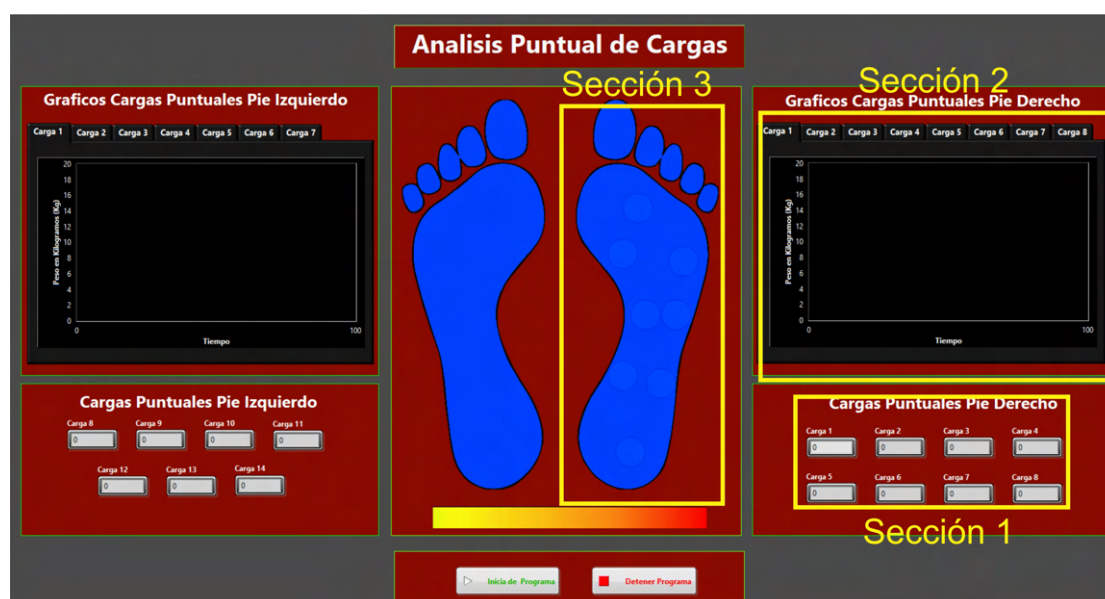 Analisis Puntual de Cargas
Sección 3
Sección 2
Graficos Cargas Puntuales Pie Izquierdo
Carga 1 Carga 2 Carga 3 Carga 4 Carga 5 Carga 6 Carga 7
20
18
16
14
12
10
8
6
4
2
0
Peso en Kilogramos (Kg)
0 100
Tiempo
Graficos Cargas Puntuales Pie Derecho
Carga 1 Carga 2 Carga 3 Carga 4 Carga 5 Carga 6 Carga 7 Carga 8
20
18
16
14
12
10
8
6
4
2
0
Peso en Kilogramos (Kg)
0 100
Tiempo
Cargas Puntuales Pie Izquierdo
Carga 8 Carga 9 Carga 10 Carga 11
0 0 0 0
Carga 12 Carga 13 Carga 14
0 0 0
Cargas Puntuales Pie Derecho
Carga 1 Carga 2 Carga 3 Carga 4
0 0 0 0
Carga 5 Carga 6 Carga 7 Carga 8
0 0 0 0
Sección 1
Inicia de Programa
Detener Programa